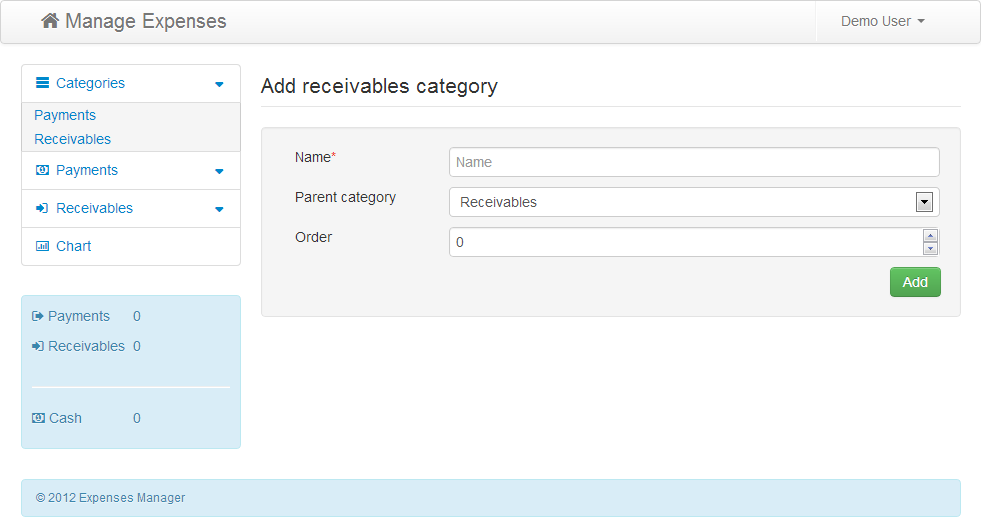 Manage Expenses
Demo User
Categories
Payments
Receivables
Payments
Receivables
Chart
Payments 0
Receivables 0
Cash 0
Add receivables category
Name*
Name
Parent category
Receivables
Order
0
Add
© 2012 Expenses Manager